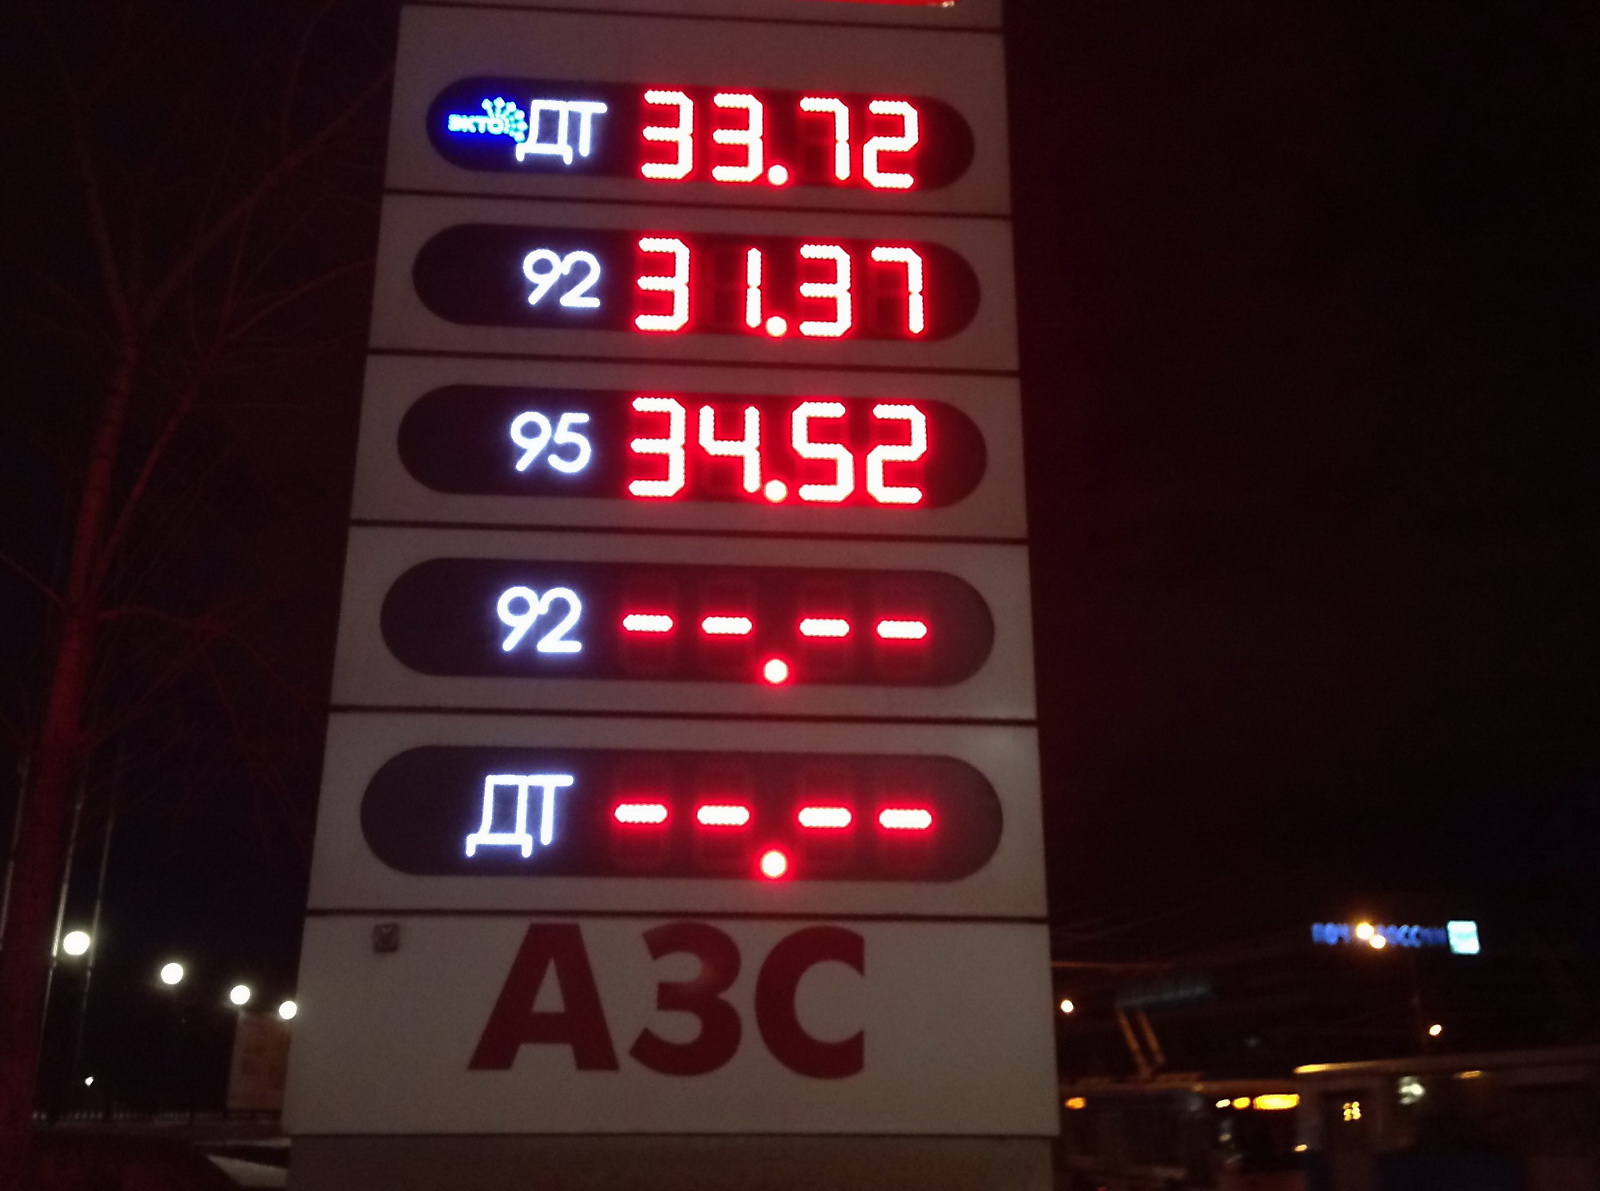 ЭКТО ДТ 33.72
92 31.37
95 34.52
92 --.--
ДТ --.--
АЗС